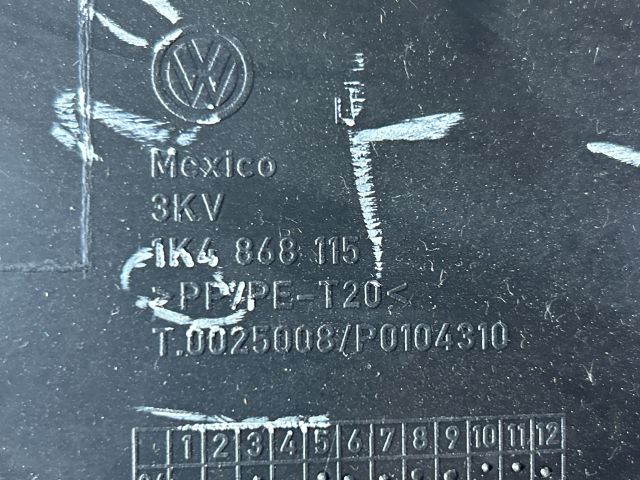 VW
Mexico
3KV
1K4 868 115
>PP/PE-T20<
T.0025008/P0104310
1 2 3 4 5 6 7 8 9 10 11 12